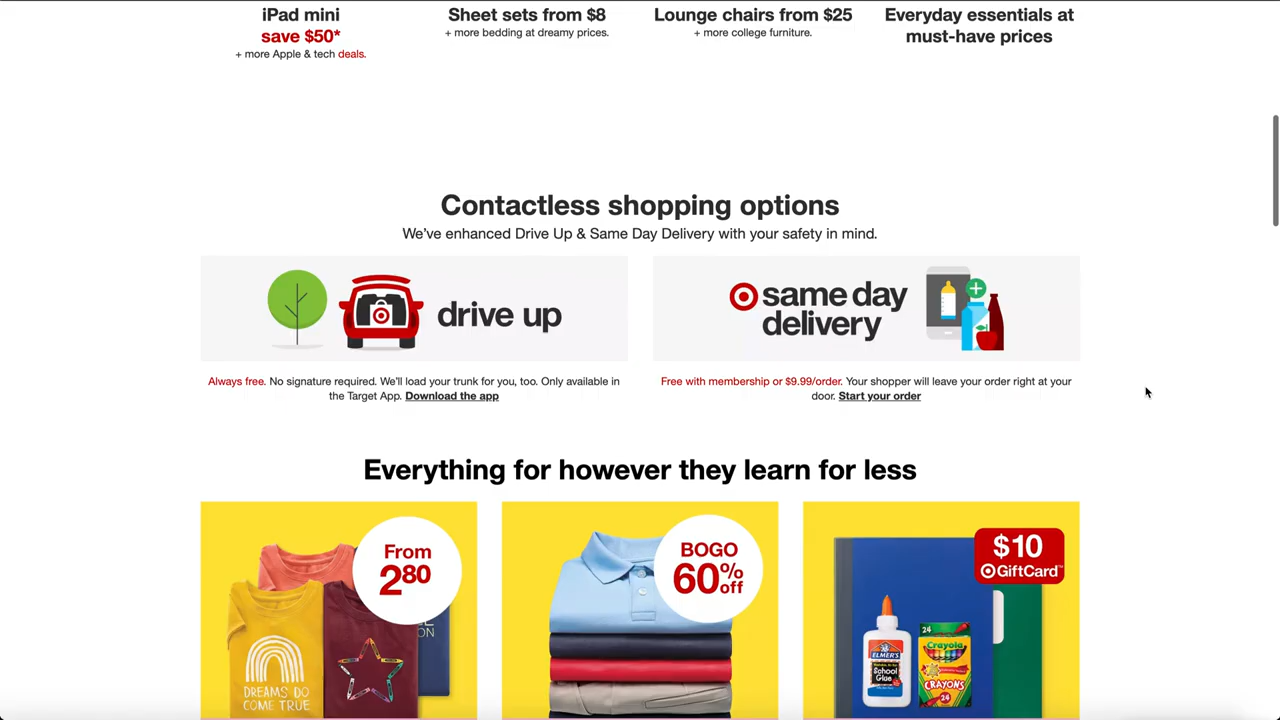 iPad mini
save $50*
+ more Apple & tech deals.
Sheet sets from $8
+ more bedding at dreamy prices.
Lounge chairs from $25
+ more college furniture.
Everyday essentials at
must-have prices
Contactless shopping options
We've enhanced Drive Up & Same Day Delivery with your safety in mind.
drive up
same day
delivery
Always free. No signature required. We'll load your trunk for you, too. Only available in
the Target App. Download the app
Free with membership or $9.99/order. Your shopper will leave your order right at your
door. Start your order
Everything for however they learn for less
From
280
DREAMS DO
COME TRUE
BOGO
60%
off
$10
GiftCard
ELMER'S
School
Glue
24
Crayola
CRAYONS
24